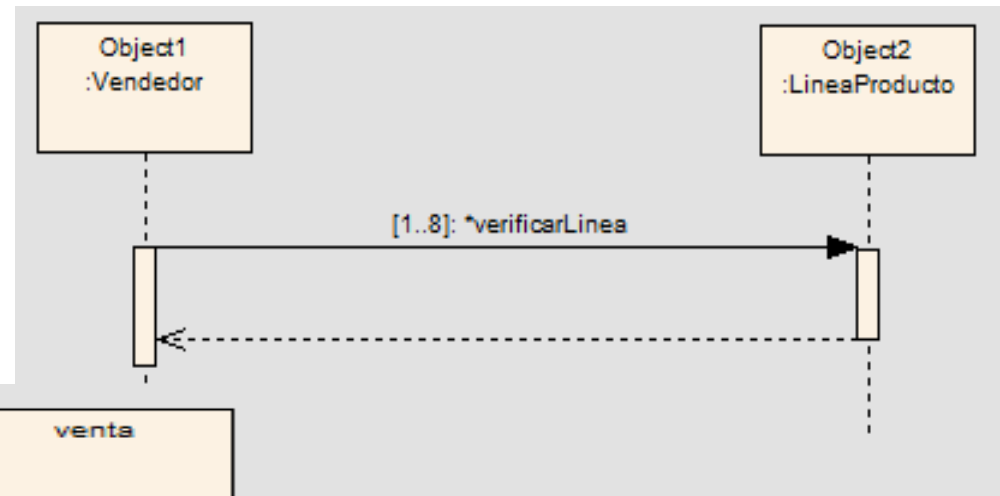 Object1
:Vendedor
Object2
:LineaProducto
[1..8]: *verificarLinea
venta